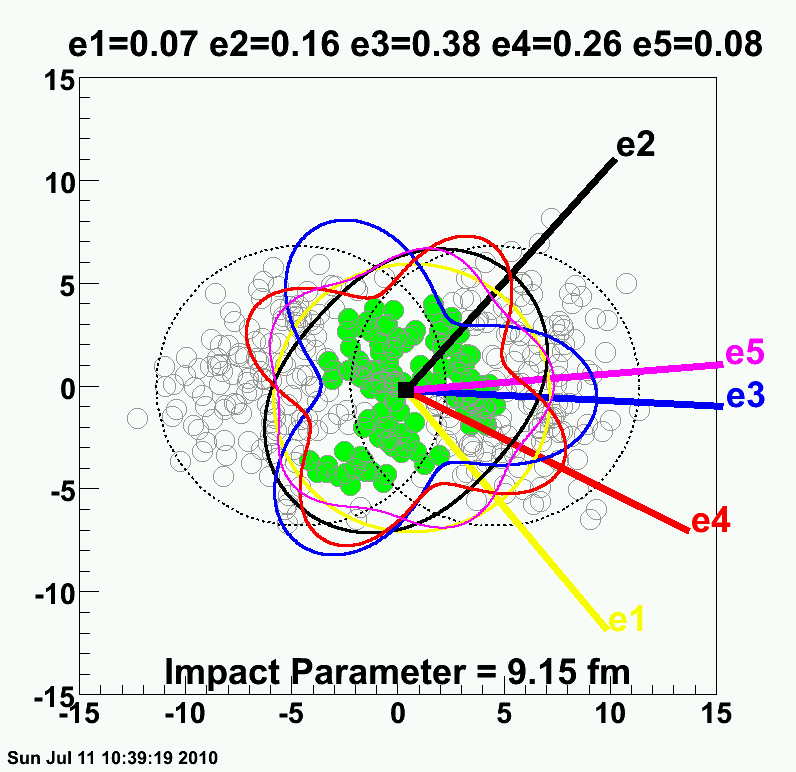 e1=0.07 e2=0.16 e3=0.38 e4=0.26 e5=0.08
15
e2
10
5
e5
e3
0
-5
e4
-10
e1
Impact Parameter = 9.15 fm
-15
-15 -10 -5 0 5 10 15
Sun Jul 11 10:39:19 2010